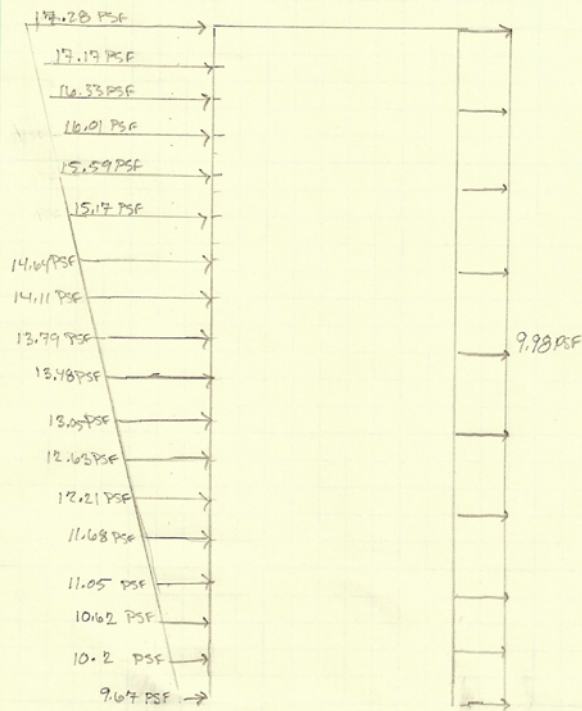 17.28 PSF
17.17 PSF
16.33 PSF
16.01 PSF
15.59 PSF
15.17 PSF
14.64 PSF
14.11 PSF
13.79 PSF
9.98 PSF
13.48 PSF
13.05 PSF
12.63 PSF
12.21 PSF
11.68 PSF
11.05 PSF
10.62 PSF
10.2 PSF
9.67 PSF